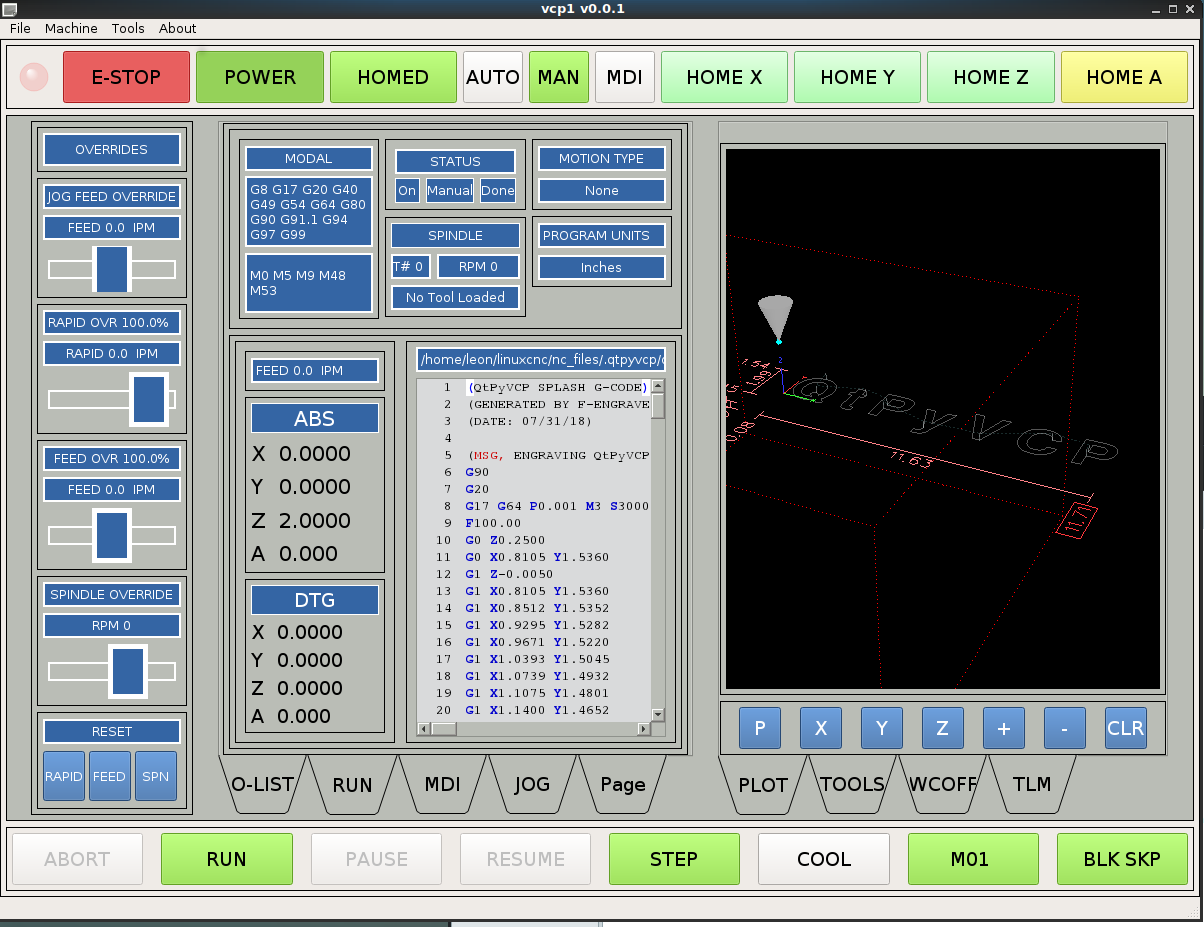 vcp1 v0.0.1
File Machine Tools About
E-STOP POWER HOMED AUTO MAN MDI HOME X HOME Y HOME Z HOME A
OVERRIDES
JOG FEED OVERRIDE
FEED 0.0 IPM
RAPID OVR 100.0%
RAPID 0.0 IPM
FEED OVR 100.0%
FEED 0.0 IPM
SPINDLE OVERRIDE
RPM 0
RESET
RAPID FEED SPN
MODAL
G8 G17 G20 G40
G49 G54 G64 G80
G90 G91.1 G94
G97 G99
M0 M5 M9 M48
M53
STATUS
On Manual Done
SPINDLE
T# 0 RPM 0
No Tool Loaded
MOTION TYPE
None
PROGRAM UNITS
Inches
FEED 0.0 IPM
ABS
X 0.0000
Y 0.0000
Z 2.0000
A 0.000
DTG
X 0.0000
Y 0.0000
Z 0.0000
A 0.000
/home/leon/linuxcnc/nc_files/.qtpyvcp/
1 (QtPyVCP SPLASH G-CODE)
2 (GENERATED BY F-ENGRAVE
3 (DATE: 07/31/18)
4
5 (MSG, ENGRAVING QtPyVCP
6 G90
7 G20
8 G17 G64 P0.001 M3 S3000
9 F100.00
10 G0 Z0.2500
11 G0 X0.8105 Y1.5360
12 G1 Z-0.0050
13 G1 X0.8105 Y1.5360
14 G1 X0.8512 Y1.5352
15 G1 X0.9295 Y1.5282
16 G1 X0.9671 Y1.5220
17 G1 X1.0393 Y1.5045
18 G1 X1.0739 Y1.4932
19 G1 X1.1075 Y1.4801
20 G1 X1.1400 Y1.4652
O-LIST RUN MDI JOG Page
1.54
Z
QtPyVCP
11.63
11.71
P X Y Z + - CLR
PLOT TOOLS WCOFF TLM
ABORT RUN PAUSE RESUME STEP COOL M01 BLK SKP